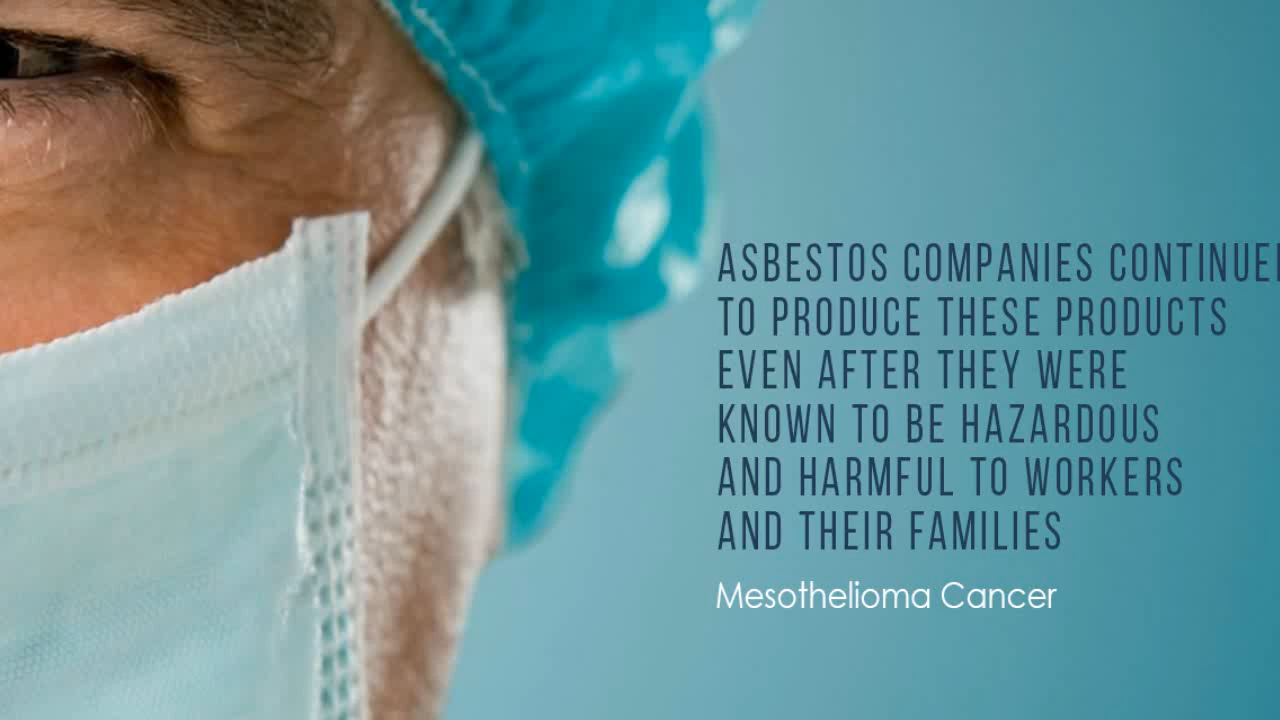 ASBESTOS COMPANIES CONTINUE
TO PRODUCE THESE PRODUCTS
EVEN AFTER THEY WERE
KNOWN TO BE HAZARDOUS
AND HARMFUL TO WORKERS
AND THEIR FAMILIES
Mesothelioma Cancer